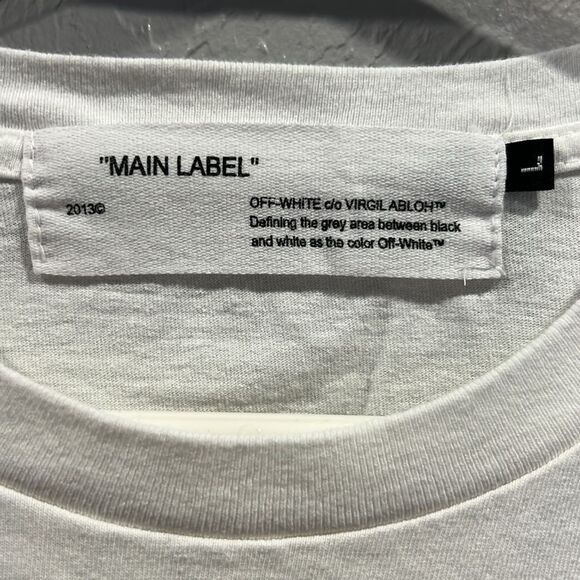 "MAIN LABEL"
2013©
OFF-WHITE c/o VIRGIL ABLOH™
Defining the grey area between black
and white as the color Off-White™
L